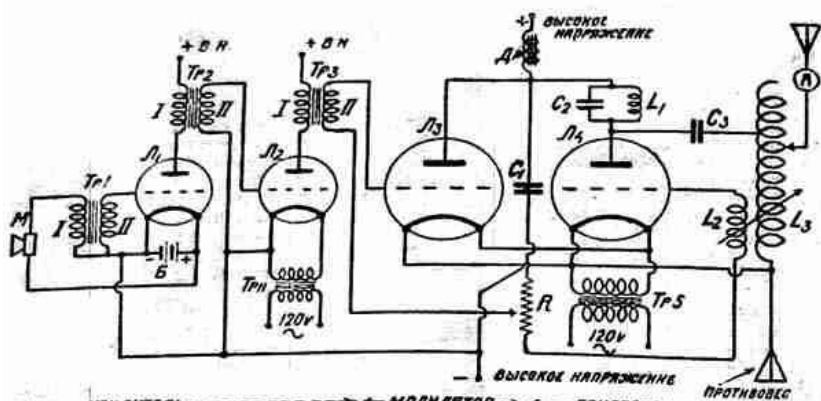 + высокое
напряжение
+ в н
+ в н
Др
Тр2
Тр3
I II
I II
C2 L1
C3
А
Л1
Л2
Л3
Л4
C1
М
Тр1
I II
L2
L3
- Б +
R
Тр5
120v
120v
- высокое напряжение
противовес
модулятор